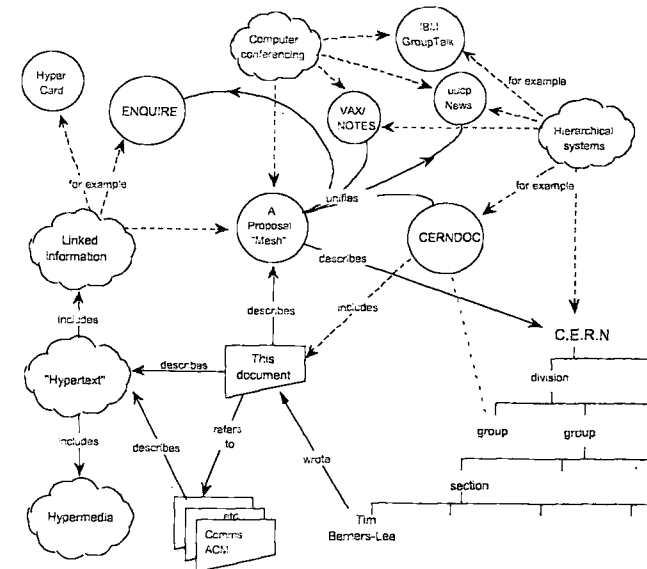 IBM
GroupTalk
Computer
conferencing
Hyper
Card
ENQUIRE
VAX/
NOTES
uucp
News
for example
Hierarchical
systems
for example
unifies
A
Proposal
"Mesh"
for example
Linked
information
CERNDOC
describes
C.E.R.N
describes
includes
includes
This
document
describes
"Hypertext"
division
includes
describes
refers
to
wrote
group
group
section
Hypermedia
etc
Comms
ACM
Tim
Berners-Lee